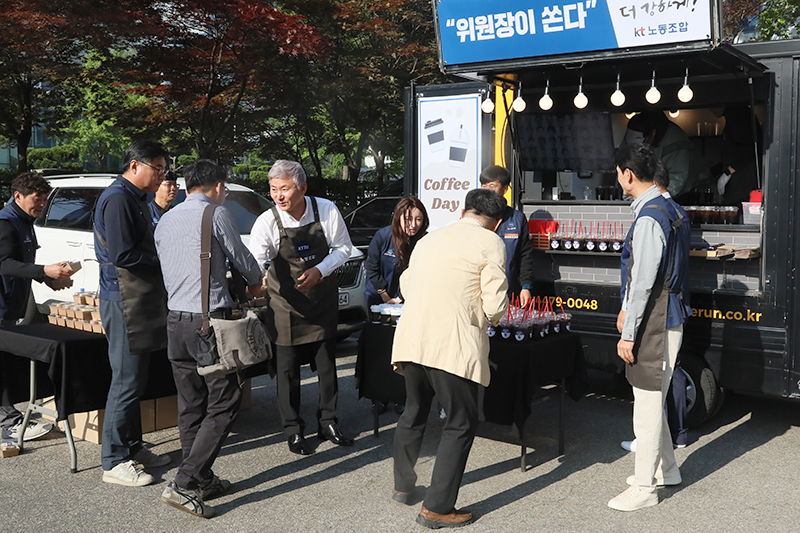 “위원장이 쏜다”
더 강하게!
kt 노동조합
Coffee
Day
179-0048
erun.co.kr